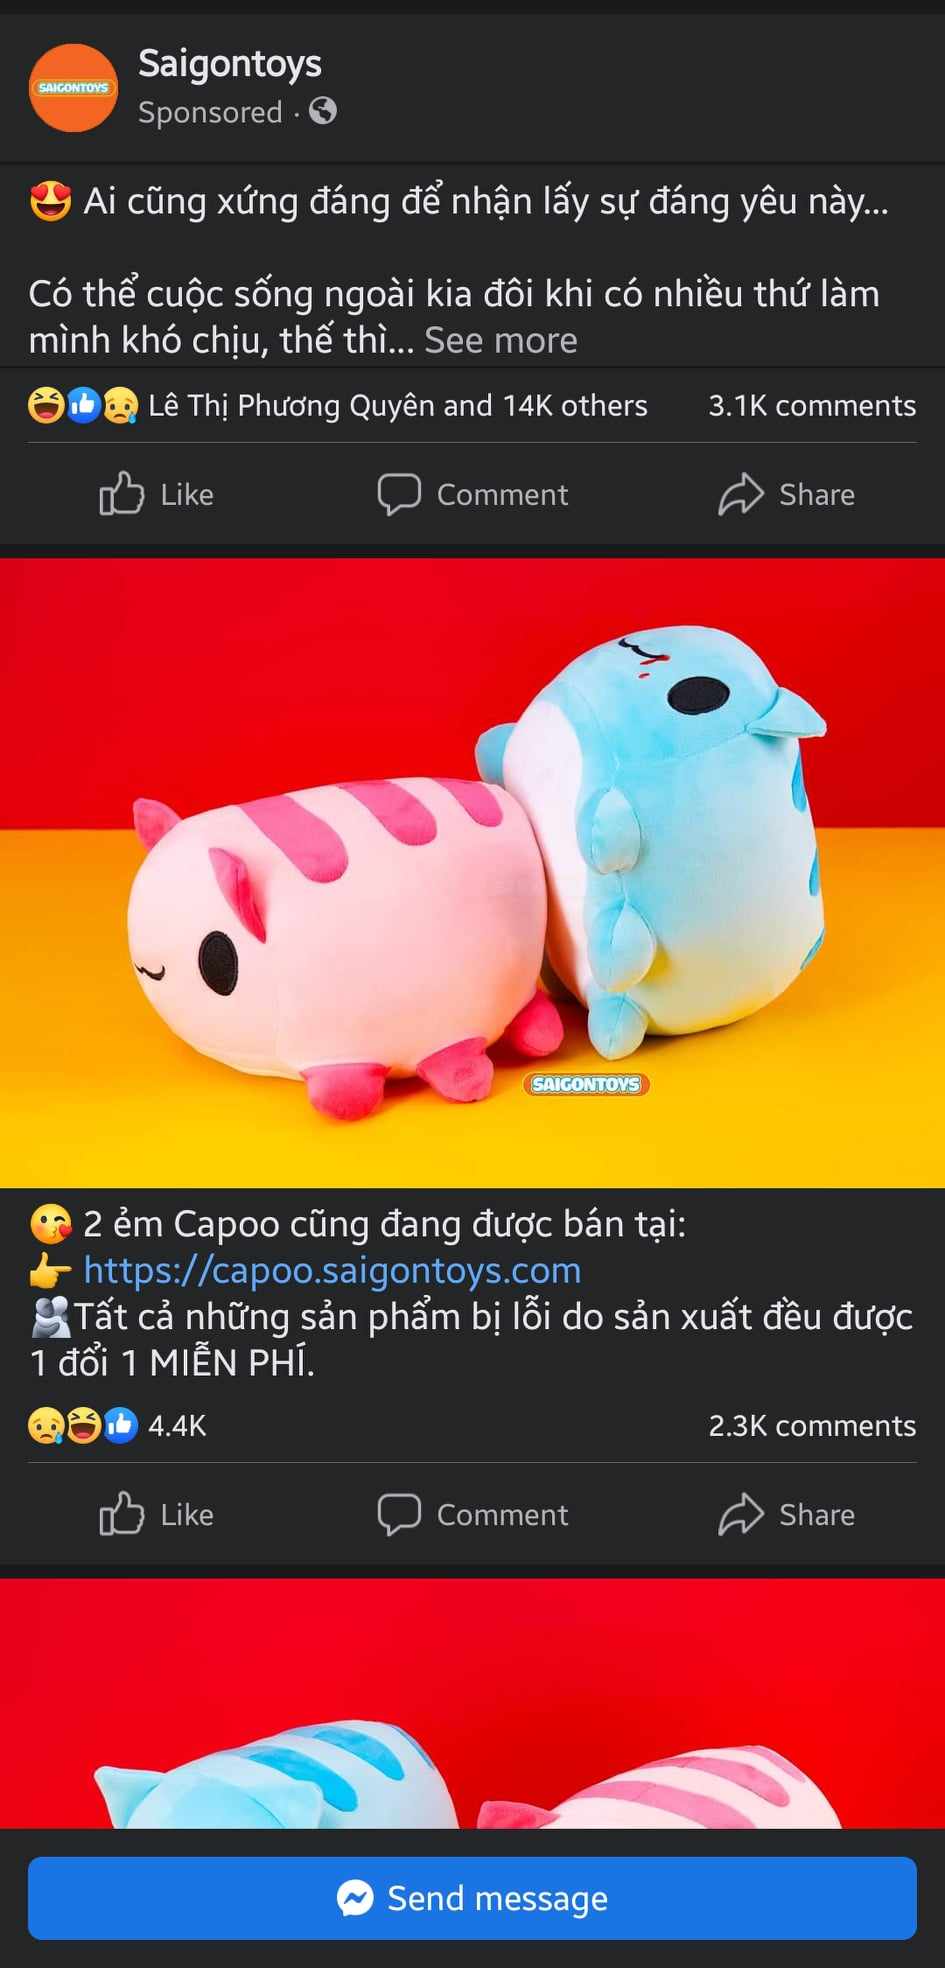 SAIGONTOYS
Saigontoys
Sponsored ·
Ai cũng xứng đáng để nhận lấy sự đáng yêu này...
Có thể cuộc sống ngoài kia đôi khi có nhiều thứ làm
mình khó chịu, thế thì... See more
Lê Thị Phương Quyên and 14K others 3.1K comments
Like Comment Share
SAIGONTOYS
2 ẻm Capoo cũng đang được bán tại:
https://capoo.saigontoys.com
Tất cả những sản phẩm bị lỗi do sản xuất đều được
1 đổi 1 MIỄN PHÍ.
4.4K 2.3K comments
Like Comment Share
Send message